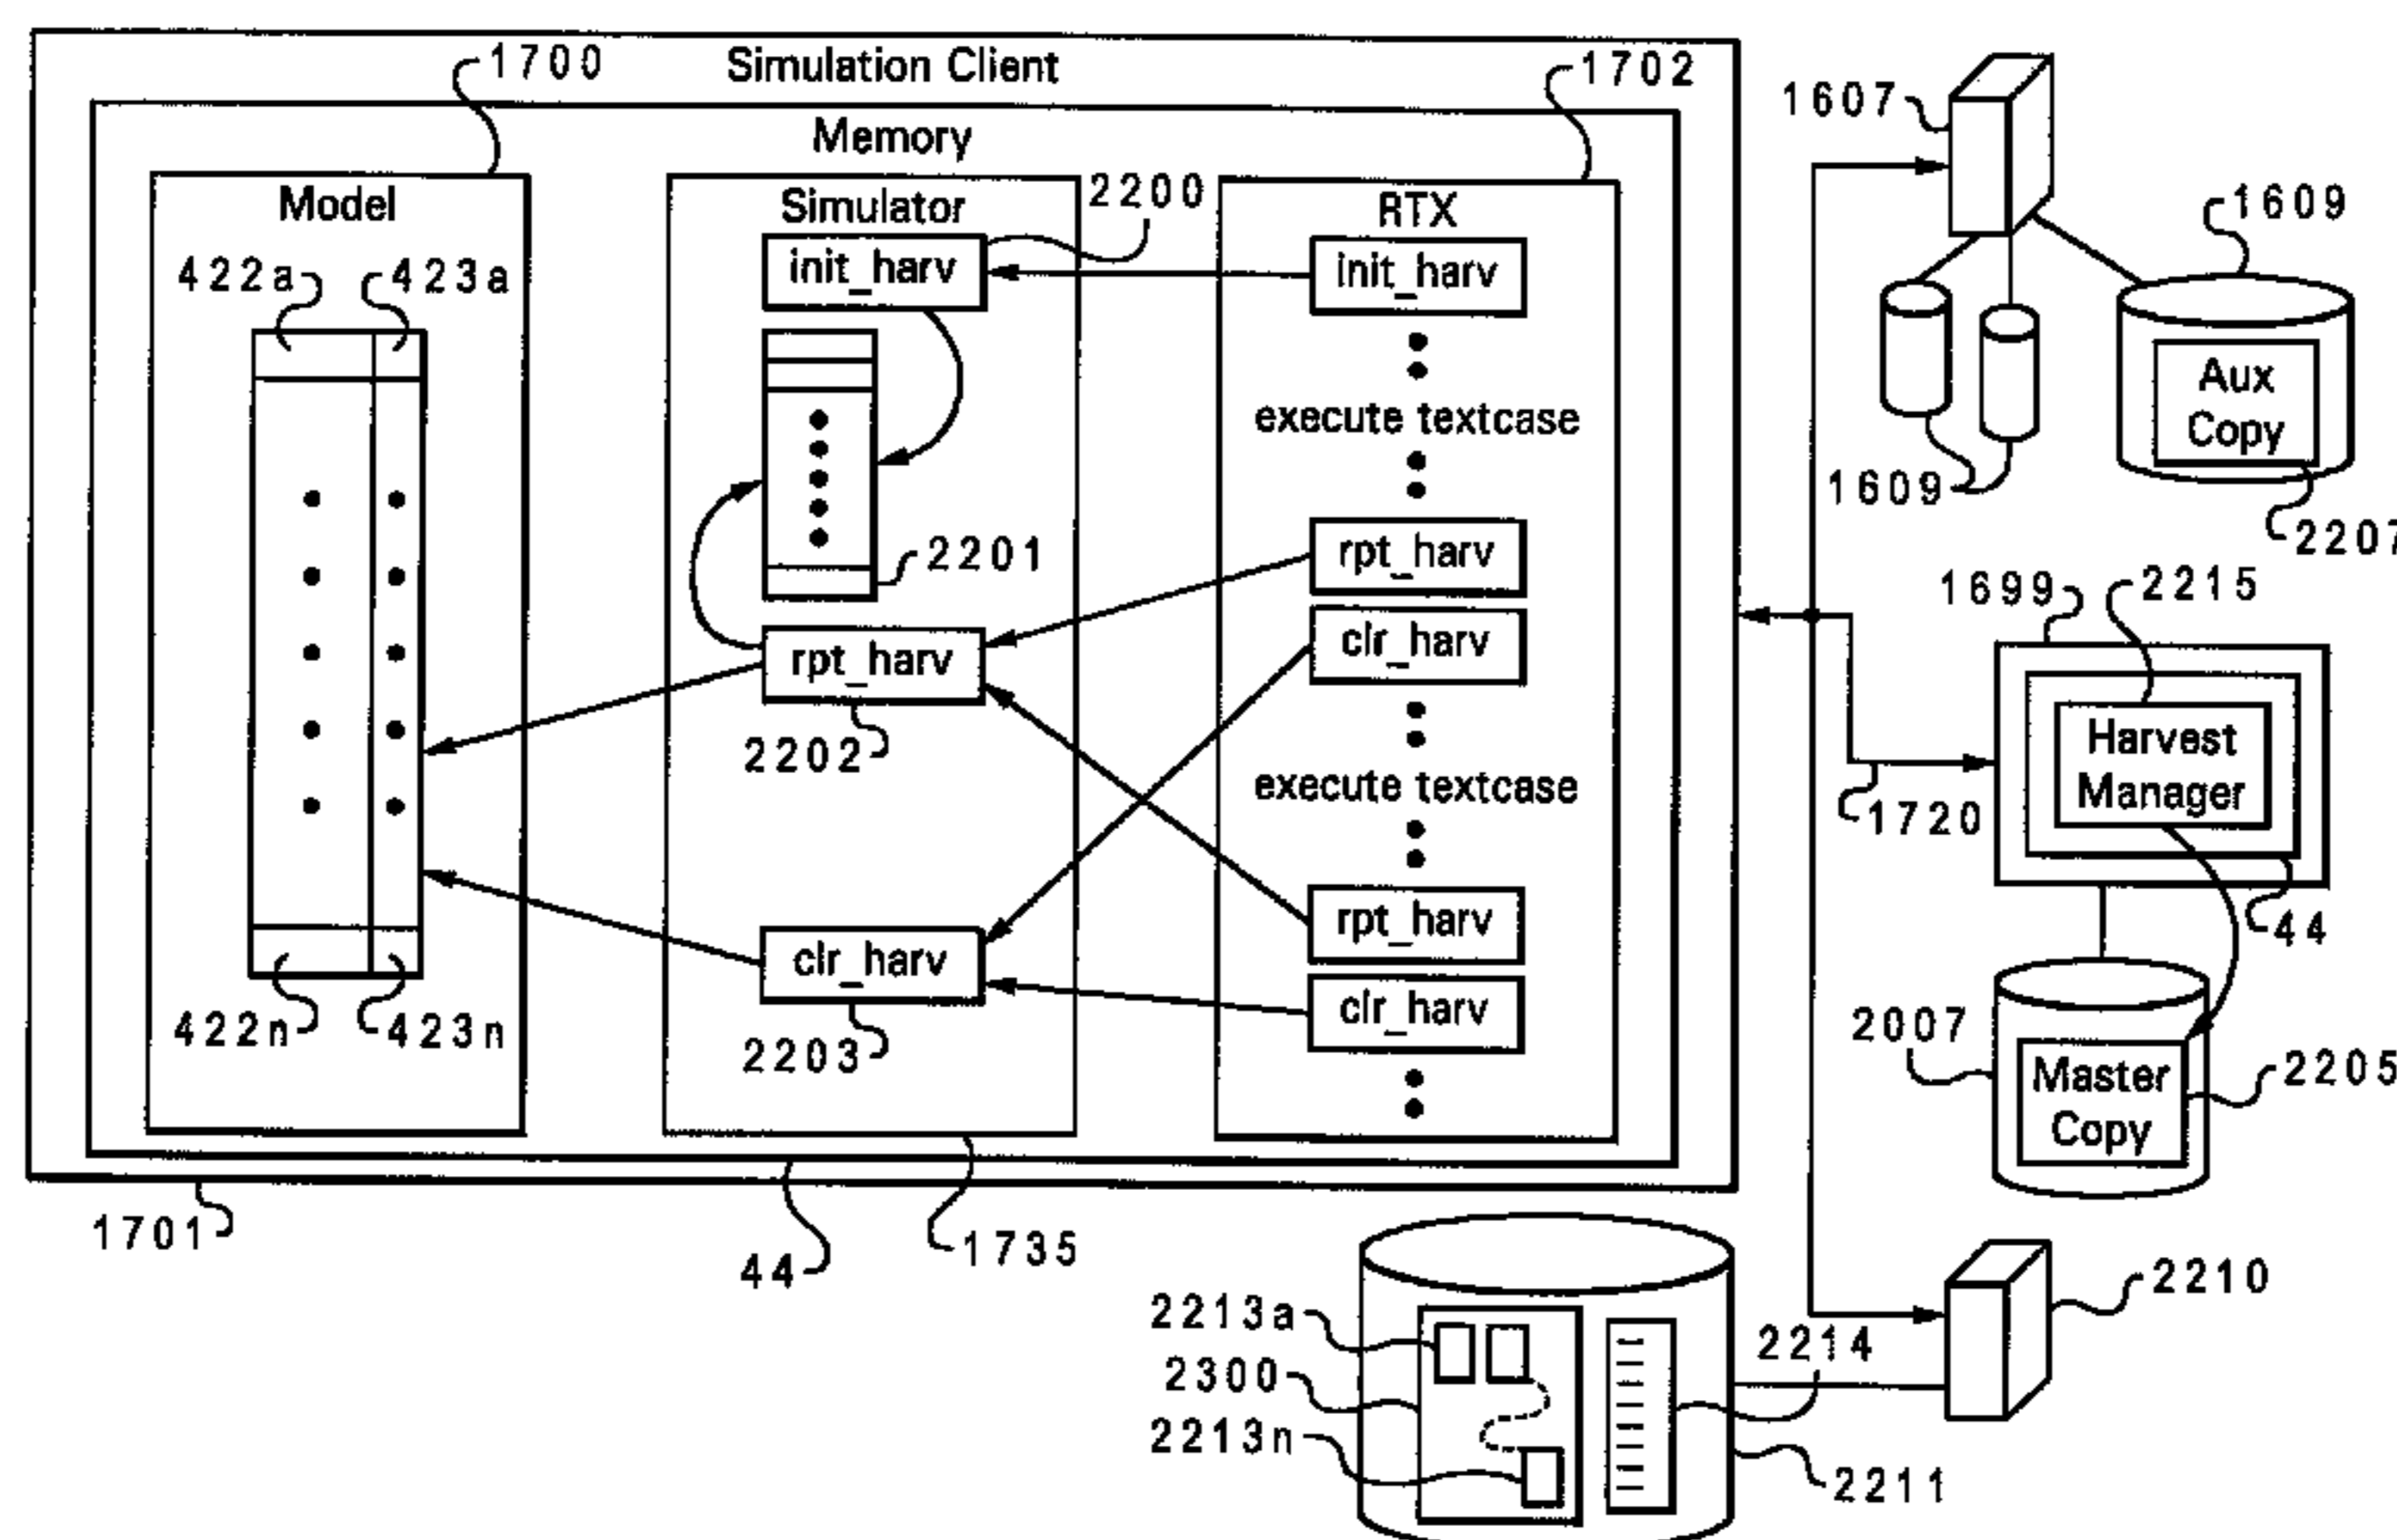 Simulation Client
1700
1702
Memory
Model
Simulator
2200
RTX
init_harv
init_harv
422a
423a
execute textcase
2201
rpt_harv
clr_harv
rpt_harv
2202
execute textcase
rpt_harv
clr_harv
clr_harv
422n
423n
2203
1701
44
1735
1607
1609
Aux
Copy
1609
2207
1699
2215
Harvest
Manager
1720
44
2007
Master
Copy
2205
2210
2213a
2300
2213n
2214
2211